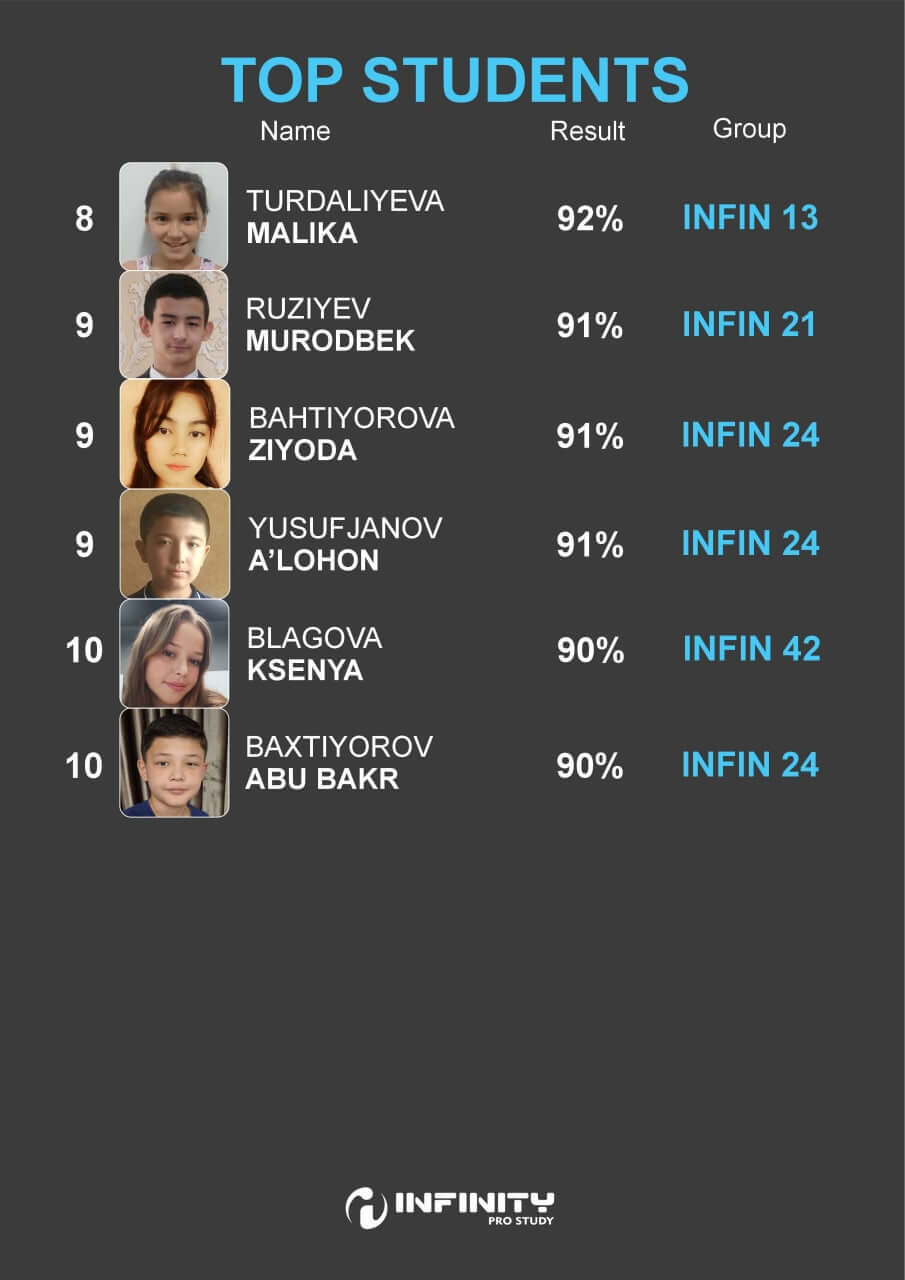 TOP STUDENTS
Name Result Group
8 TURDALIYEVA MALIKA 92% INFIN 13
9 RUZIYEV MURODBEK 91% INFIN 21
9 BAHTIYOROVA ZIYODA 91% INFIN 24
9 YUSUFJANOV A’LOHON 91% INFIN 24
10 BLAGOVA KSENYA 90% INFIN 42
10 BAXTIYOROV ABU BAKR 90% INFIN 24
INFINITY
PRO STUDY